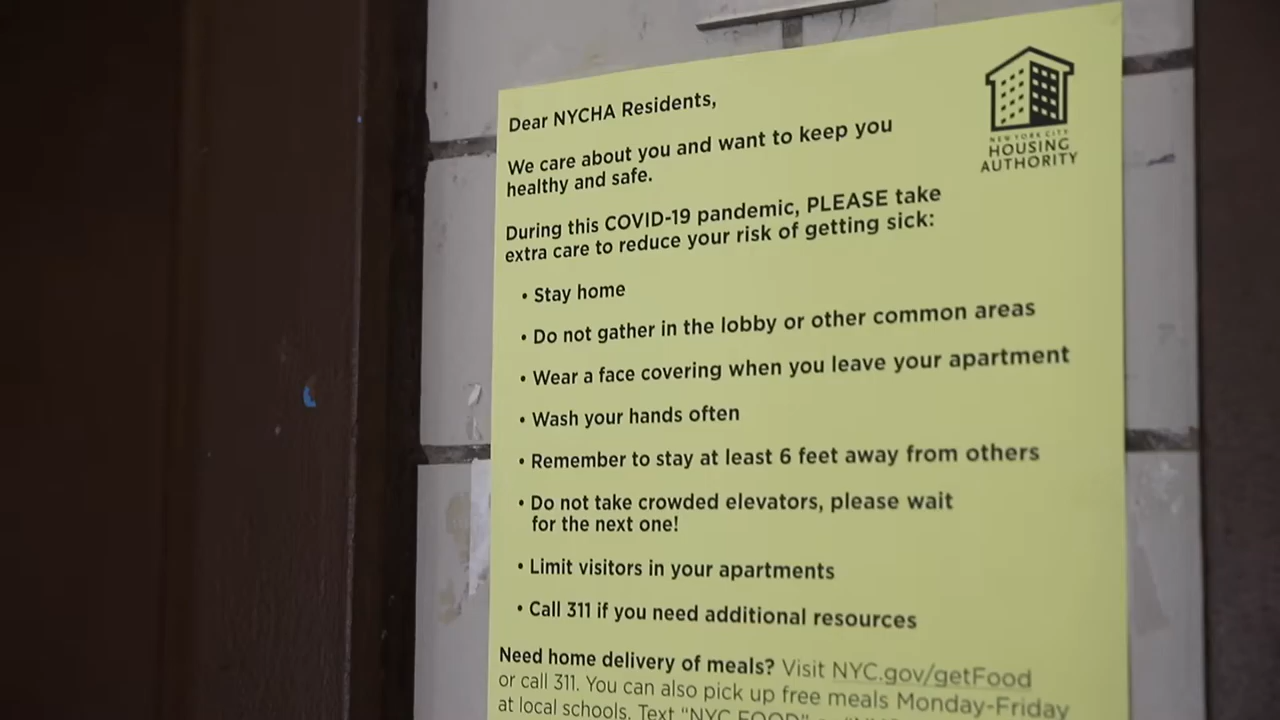 Dear NYCHA Residents,
NEW YORK CITY
HOUSING
AUTHORITY
We care about you and want to keep you
healthy and safe.
During this COVID-19 pandemic, PLEASE take
extra care to reduce your risk of getting sick:
• Stay home
• Do not gather in the lobby or other common areas
• Wear a face covering when you leave your apartment
• Wash your hands often
• Remember to stay at least 6 feet away from others
• Do not take crowded elevators, please wait
for the next one!
• Limit visitors in your apartments
• Call 311 if you need additional resources
Need home delivery of meals? Visit NYC.gov/getFood
or call 311. You can also pick up free meals Monday-Friday
at local schools. Text "NYC FOOD"